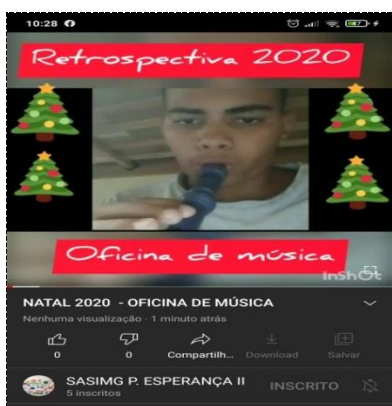 10:28
Retrospectiva 2020
Oficina de música
InShOt
NATAL 2020 - OFICINA DE MÚSICA
Nenhuma visualização · 1 minuto atrás
0 0 Compartilh... Download Salvar
SASIMG P. ESPERANÇA II INSCRITO
5 inscritos